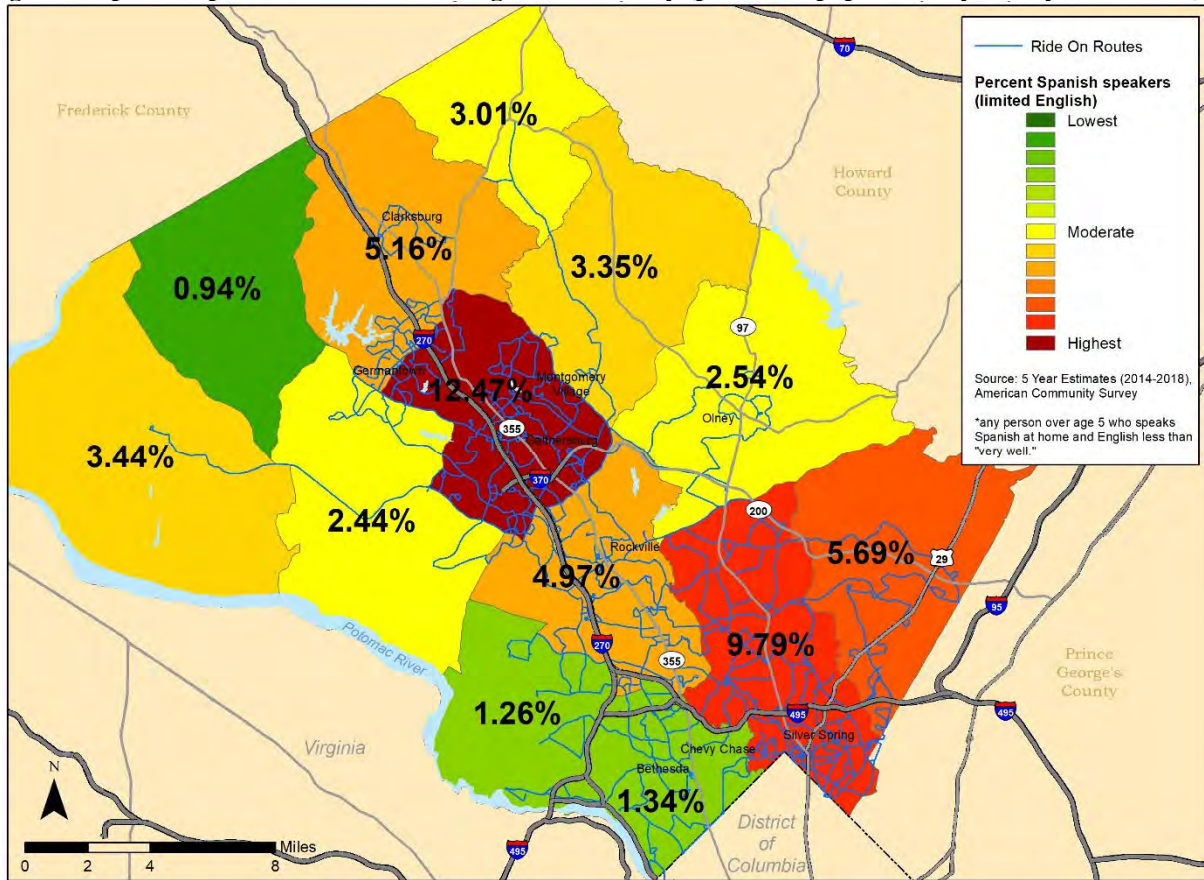 Ride On Routes
Percent Spanish speakers
(limited English)
Lowest
Moderate
Highest
Source: 5 Year Estimates (2014-2018),
American Community Survey
*any person over age 5 who speaks
Spanish at home and English less than
"very well."
70
Frederick County
3.01%
Howard
County
Clarksburg
5.16%
3.35%
0.94%
97
270
Germantown
12.47%
Montgomery
Village
2.54%
Olney
355
Gaithersburg
3.44%
370
2.44%
200
Rockville
5.69%
29
4.97%
95
Potomac River
270
355
9.79%
Prince
George's
County
1.26%
495
495
Virginia
Chevy Chase
Silver Spring
Bethesda
1.34%
N
District
of
Columbia
Miles
0 2 4 8
495